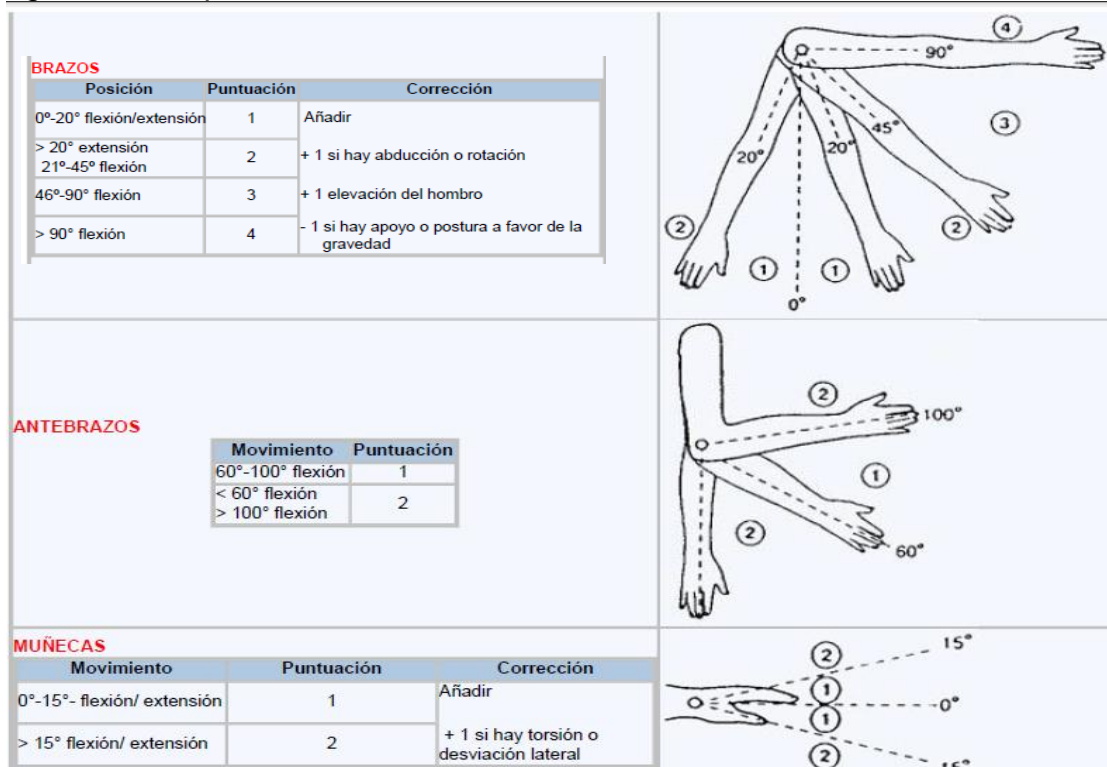 BRAZOS
Posición Puntuación Corrección
0º-20° flexión/extensión 1 Añadir
> 20° extensión
21º-45º flexión 2 + 1 si hay abducción o rotación
46º-90° flexión 3 + 1 elevación del hombro
> 90° flexión 4 - 1 si hay apoyo o postura a favor de la
gravedad
4
90°
3
45°
20°
20°
2
2
1
1
0°
ANTEBRAZOS
Movimiento Puntuación
60°-100° flexión 1
< 60° flexión
> 100° flexión 2
2
100°
1
2
60°
MUÑECAS
Movimiento Puntuación Corrección
0°-15°- flexión/ extensión 1 Añadir
> 15° flexión/ extensión 2 + 1 si hay torsión o
desviación lateral
15°
2
1
0°
1
2
15°